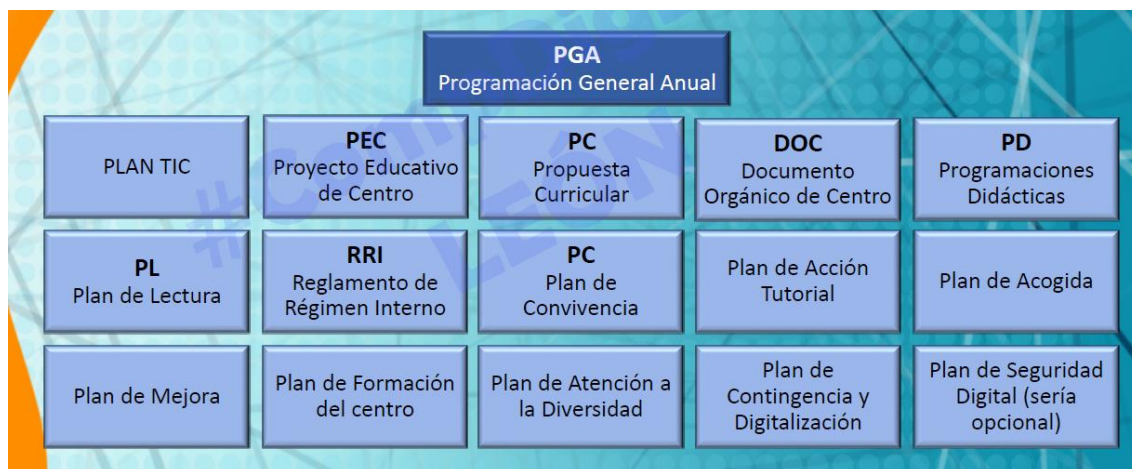 PGA
Programación General Anual
PLAN TIC
PEC
Proyecto Educativo
de Centro
PC
Propuesta
Curricular
DOC
Documento
Orgánico de Centro
PD
Programaciones
Didácticas
PL
Plan de Lectura
RRI
Reglamento de
Régimen Interno
PC
Plan de
Convivencia
Plan de Acción
Tutorial
Plan de Acogida
Plan de Mejora
Plan de Formación
del centro
Plan de Atención a
la Diversidad
Plan de
Contingencia y
Digitalización
Plan de Seguridad
Digital (sería
opcional)
LEÓN